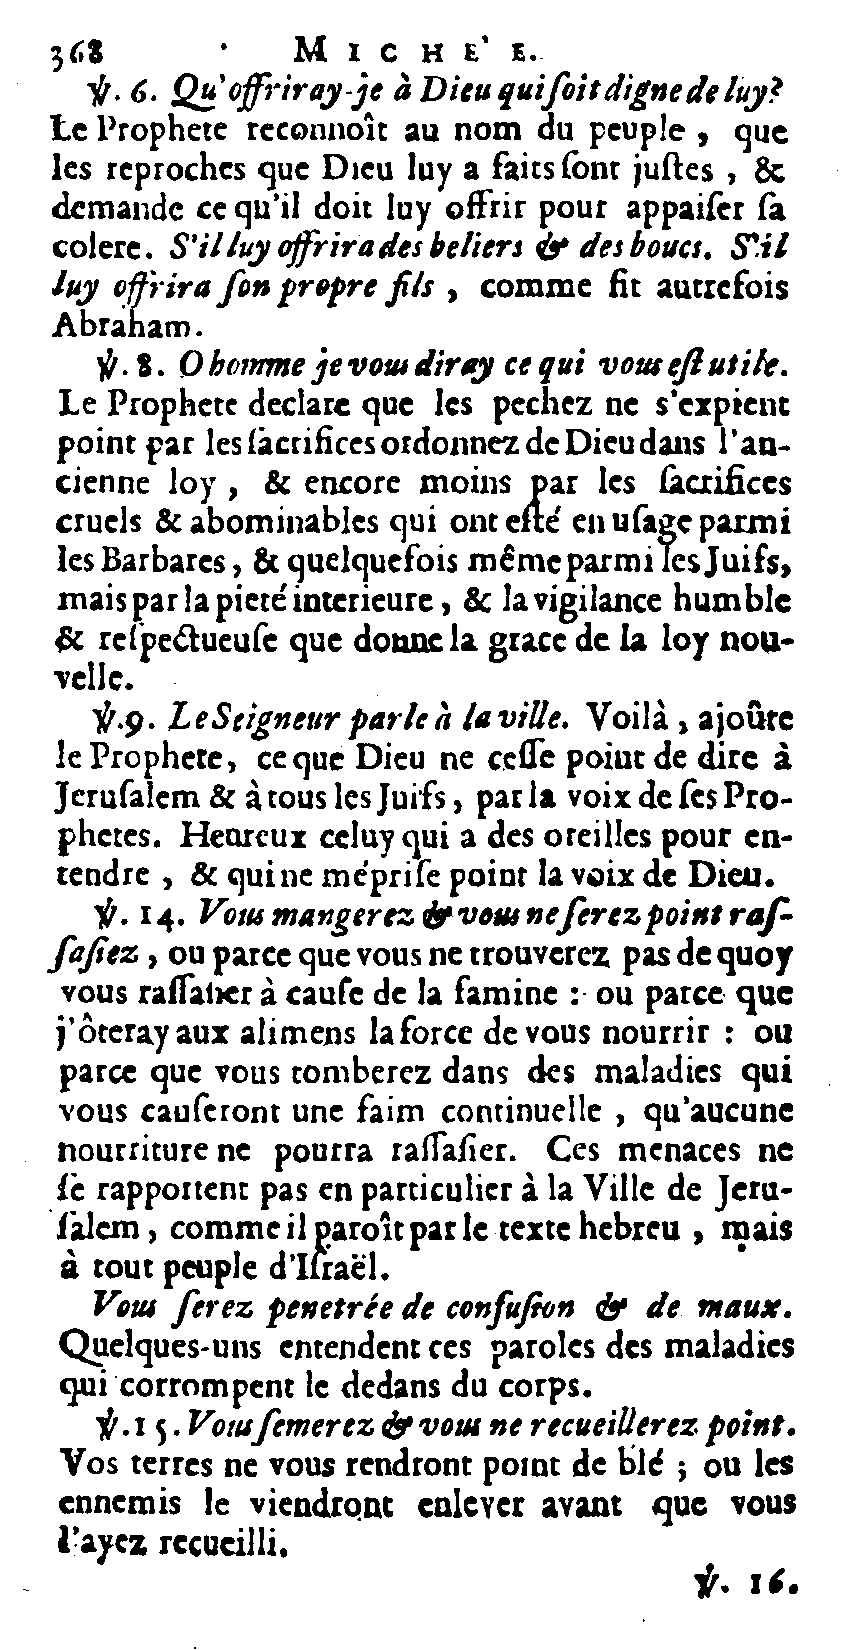 368 MICHE'E.
℣. 6. Qu'offriray-je à Dieu qui ſoit digne de luy?
Le Prophete reconnoît au nom du peuple, que
les reproches que Dieu luy a faits ſont juſtes, &
demande ce qu'il doit luy offrir pour appaiſer ſa
colere. S'il luy offrira des beliers & des boucs. S'il
luy offrira ſon propre fils, comme fit autrefois
Abraham.
℣. 8. O homme je vous diray ce qui vous eſt utile.
Le Prophete declare que les pechez ne s'expient
point par les ſacrifices ordonnez de Dieu dans l'an-
cienne loy, & encore moins par les ſacrifices
cruels & abominables qui ont eſté en uſage parmi
les Barbares, & quelquefois même parmi les Juifs,
mais par la pieté interieure, & la vigilance humble
& reſpectueuſe que donne la grace de la loy nou-
velle.
℣. 9. Le Seigneur parle à la ville. Voilà, ajoûte
le Prophete, ce que Dieu ne ceſſe point de dire à
Jeruſalem & à tous les Juifs, par la voix de ſes Pro-
phetes. Heureux celuy qui a des oreilles pour en-
tendre, & qui ne mépriſe point la voix de Dieu.
℣. 14. Vous mangerez & vous ne ſerez point raſ-
ſaſiez, ou parce que vous ne trouverez pas de quoy
vous raſſaſier à cauſe de la famine : ou parce que
j'ôteray aux alimens la force de vous nourrir : ou
parce que vous tomberez dans des maladies qui
vous cauſeront une faim continuelle, qu'aucune
nourriture ne pourra raſſaſier. Ces menaces ne
ſe rapportent pas en particulier à la Ville de Jeru-
ſalem, comme il paroît par le texte hebreu, mais
à tout peuple d'Iſraël.
Vous ſerez penetrée de confuſion & de maux.
Quelques-uns entendent ces paroles des maladies
qui corrompent le dedans du corps.
℣. 15. Vous ſemerez & vous ne recueillerez point.
Vos terres ne vous rendront point de blé ; ou les
ennemis le viendront enlever avant que vous
l'ayez recueilli.
℣. 16.